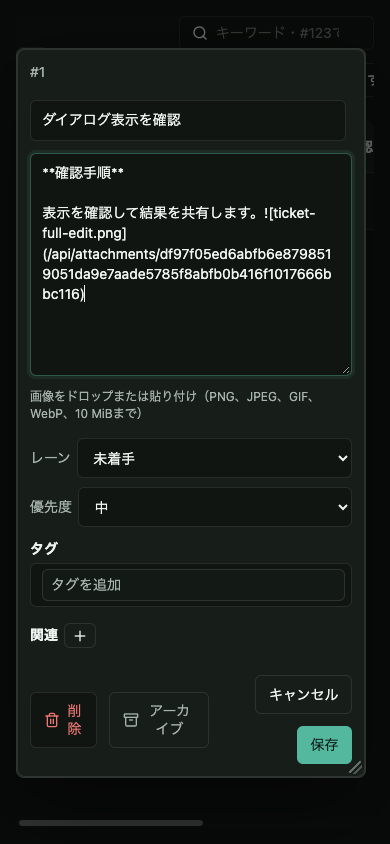 キーワード・#123
#1
ダイアログ表示を確認
**確認手順**
表示を確認して結果を共有します。![ticket-
full-edit.png]
(/api/attachments/df97f05ed6abfb6e879851
9051da9e7aade5785f8abfb0b416f1017666b
bc116)
画像をドロップまたは貼り付け（PNG、JPEG、GIF、
WebP、10 MiBまで）
レーン
未着手
優先度
中
タグ
タグを追加
関連
削
除
アーカ
イブ
キャンセル
保存